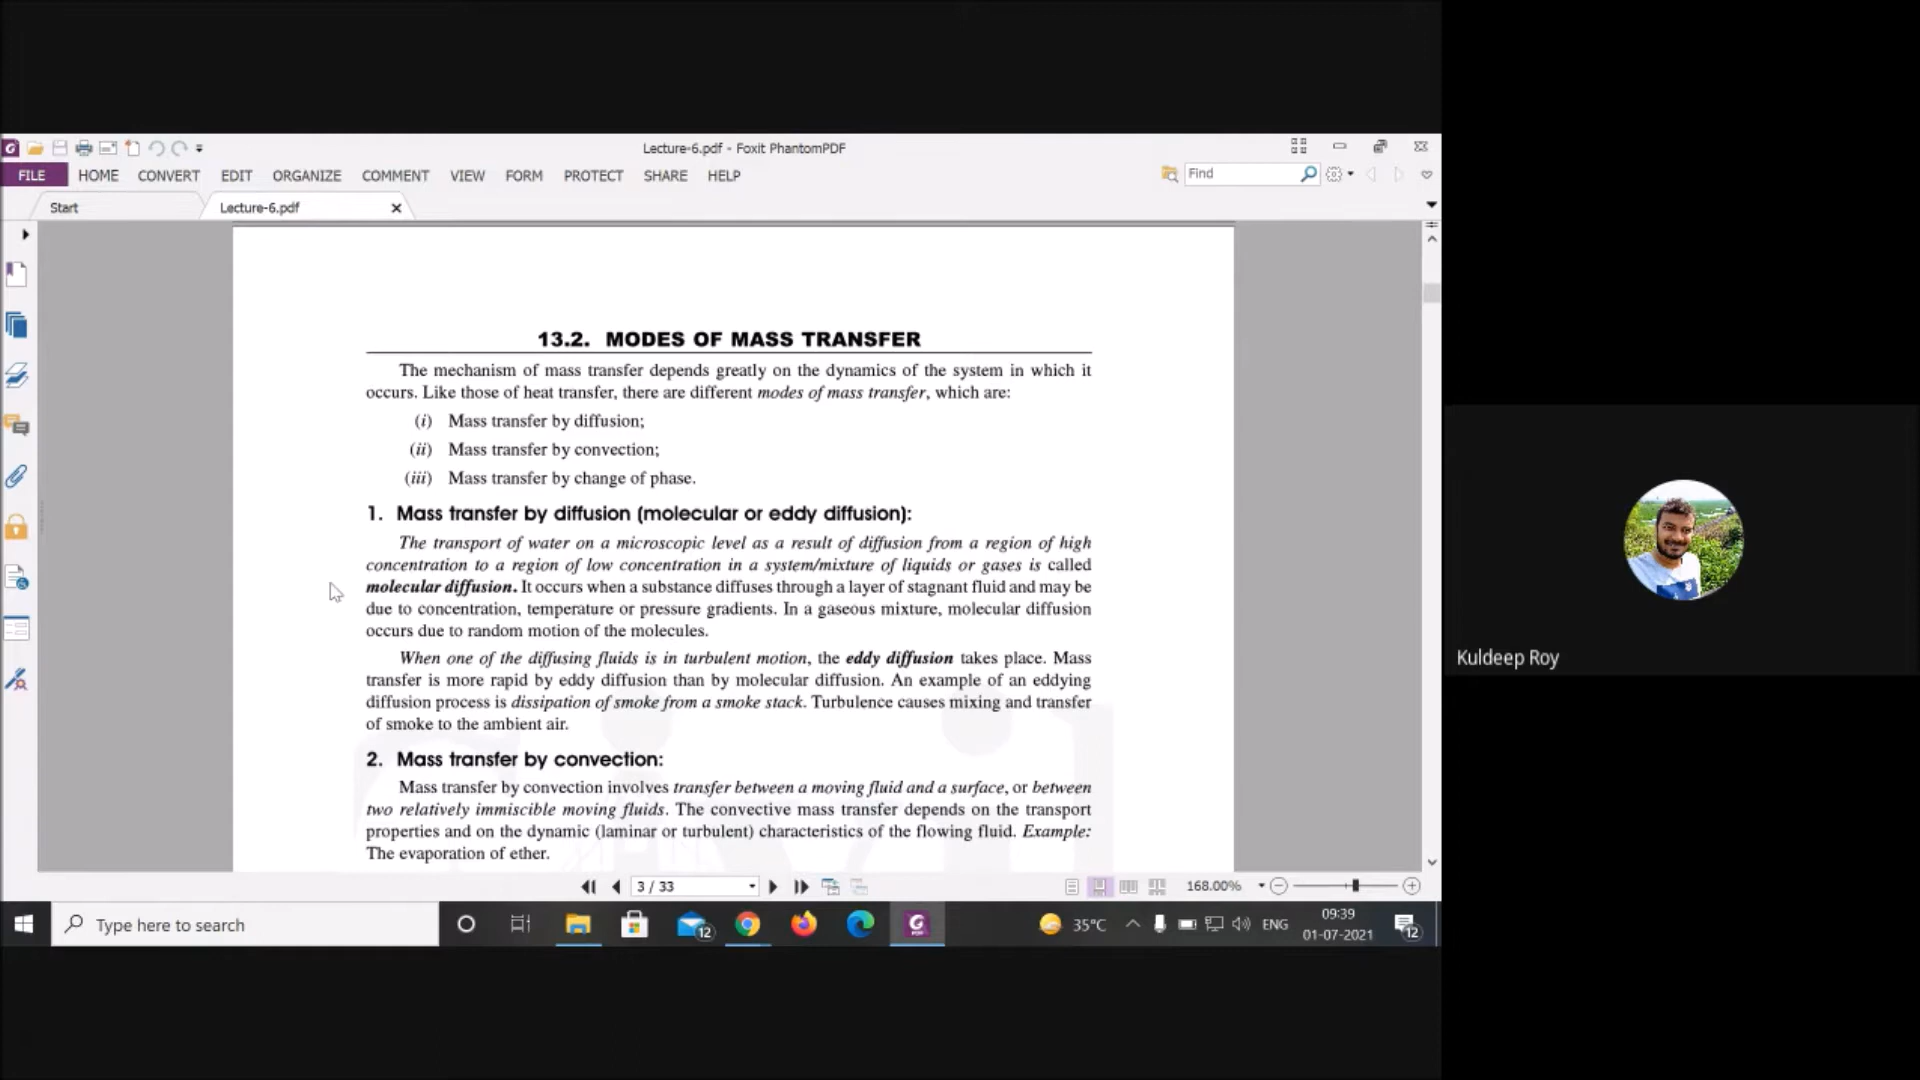 Lecture-6.pdf - Foxit PhantomPDF
FILE HOME CONVERT EDIT ORGANIZE COMMENT VIEW FORM PROTECT SHARE HELP Find
Start Lecture-6.pdf
13.2. MODES OF MASS TRANSFER
The mechanism of mass transfer depends greatly on the dynamics of the system in which it
occurs. Like those of heat transfer, there are different modes of mass transfer, which are:
(i) Mass transfer by diffusion;
(ii) Mass transfer by convection;
(iii) Mass transfer by change of phase.
1. Mass transfer by diffusion (molecular or eddy diffusion):
The transport of water on a microscopic level as a result of diffusion from a region of high
concentration to a region of low concentration in a system/mixture of liquids or gases is called
molecular diffusion. It occurs when a substance diffuses through a layer of stagnant fluid and may be
due to concentration, temperature or pressure gradients. In a gaseous mixture, molecular diffusion
occurs due to random motion of the molecules.
When one of the diffusing fluids is in turbulent motion, the eddy diffusion takes place. Mass
transfer is more rapid by eddy diffusion than by molecular diffusion. An example of an eddying
diffusion process is dissipation of smoke from a smoke stack. Turbulence causes mixing and transfer
of smoke to the ambient air.
2. Mass transfer by convection:
Mass transfer by convection involves transfer between a moving fluid and a surface, or between
two relatively immiscible moving fluids. The convective mass transfer depends on the transport
properties and on the dynamic (laminar or turbulent) characteristics of the flowing fluid. Example:
The evaporation of ether.
3 / 33 168.00%
Type here to search 12 35°C ENG 09:39 12
01-07-2021
Kuldeep Roy